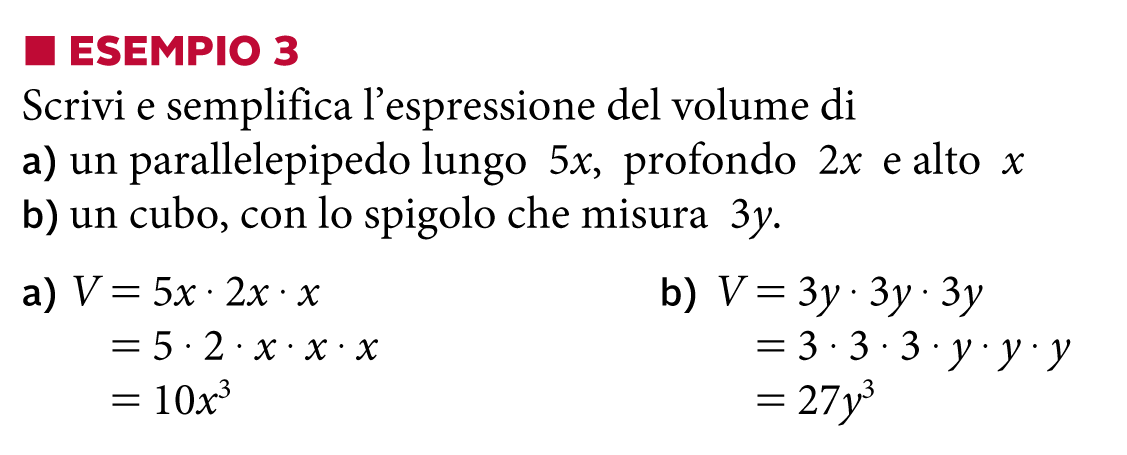 ■ ESEMPIO 3
Scrivi e semplifica l’espressione del volume di
a) un parallelepipedo lungo 5x, profondo 2x e alto x
b) un cubo, con lo spigolo che misura 3y.
a) V = 5x · 2x · x
= 5 · 2 · x · x · x
= 10x³
b) V = 3y · 3y · 3y
= 3 · 3 · 3 · y · y · y
= 27y³